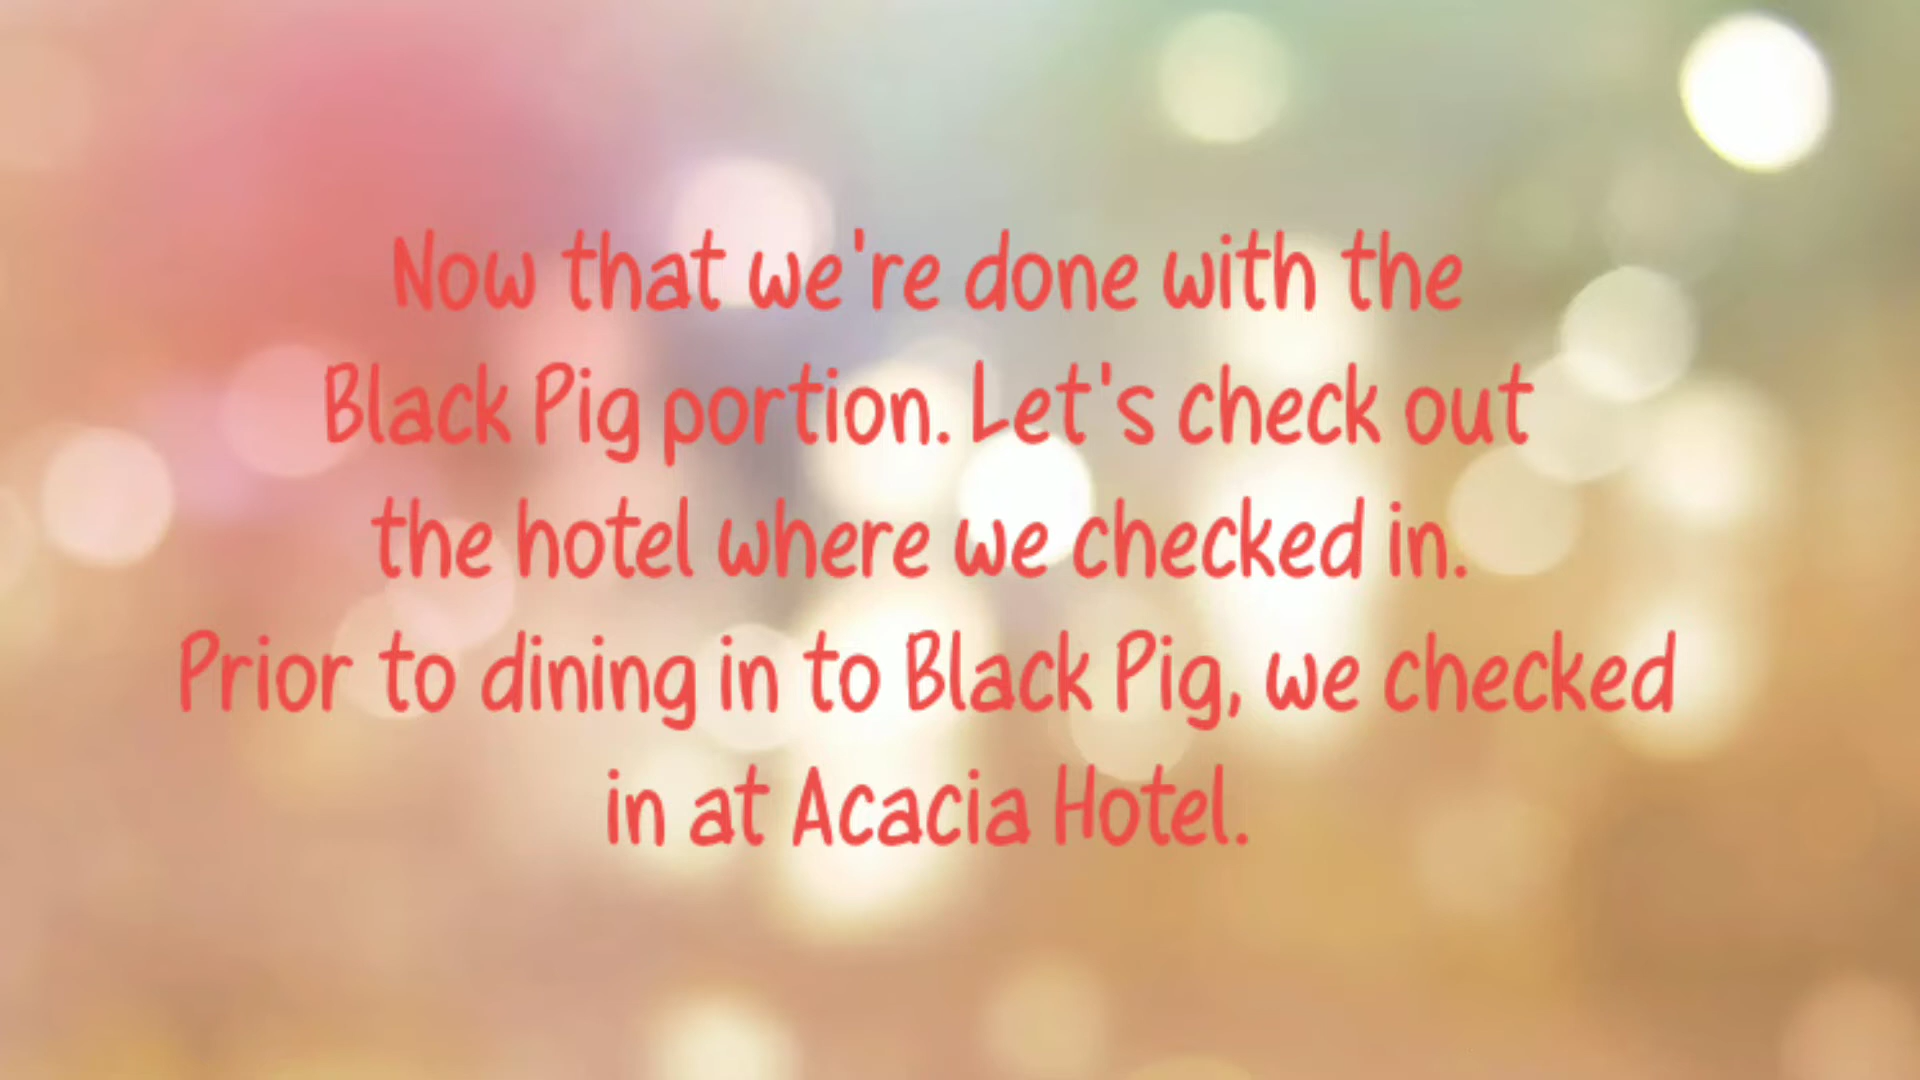 Now that we're done with the
Black Pig portion. Let's check out
the hotel where we checked in.
Prior to dining in to Black Pig, we checked
in at Acacia Hotel.